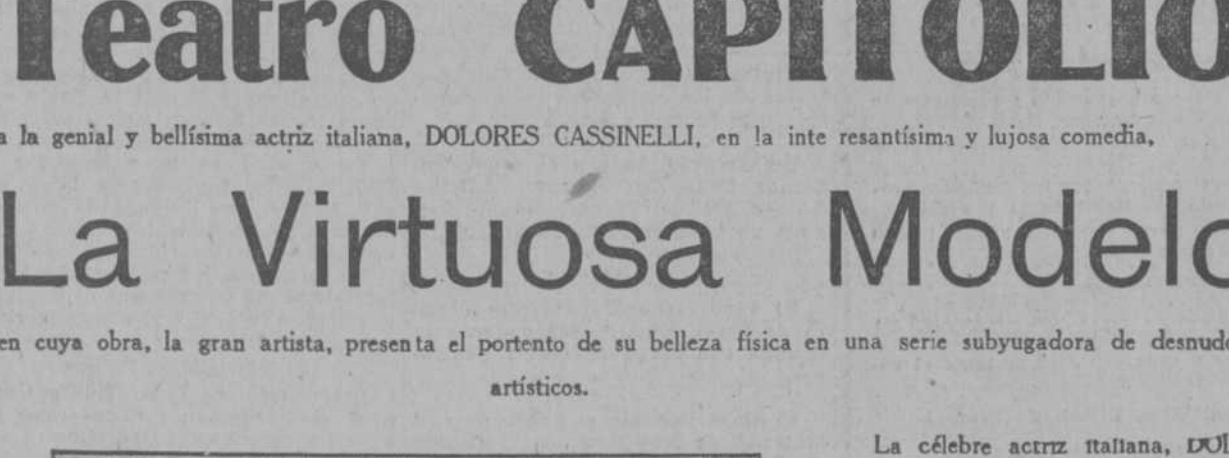 Teatro CAPITOLIO
a la genial y bellísima actriz italiana, DOLORES CASSINELLI, en la inte resantísima y lujosa comedia,
La Virtuosa Modelo
en cuya obra, la gran artista, presenta el portento de su belleza física en una serie subyugadora de desnudo
artísticos.
La célebre actriz italiana, DOL